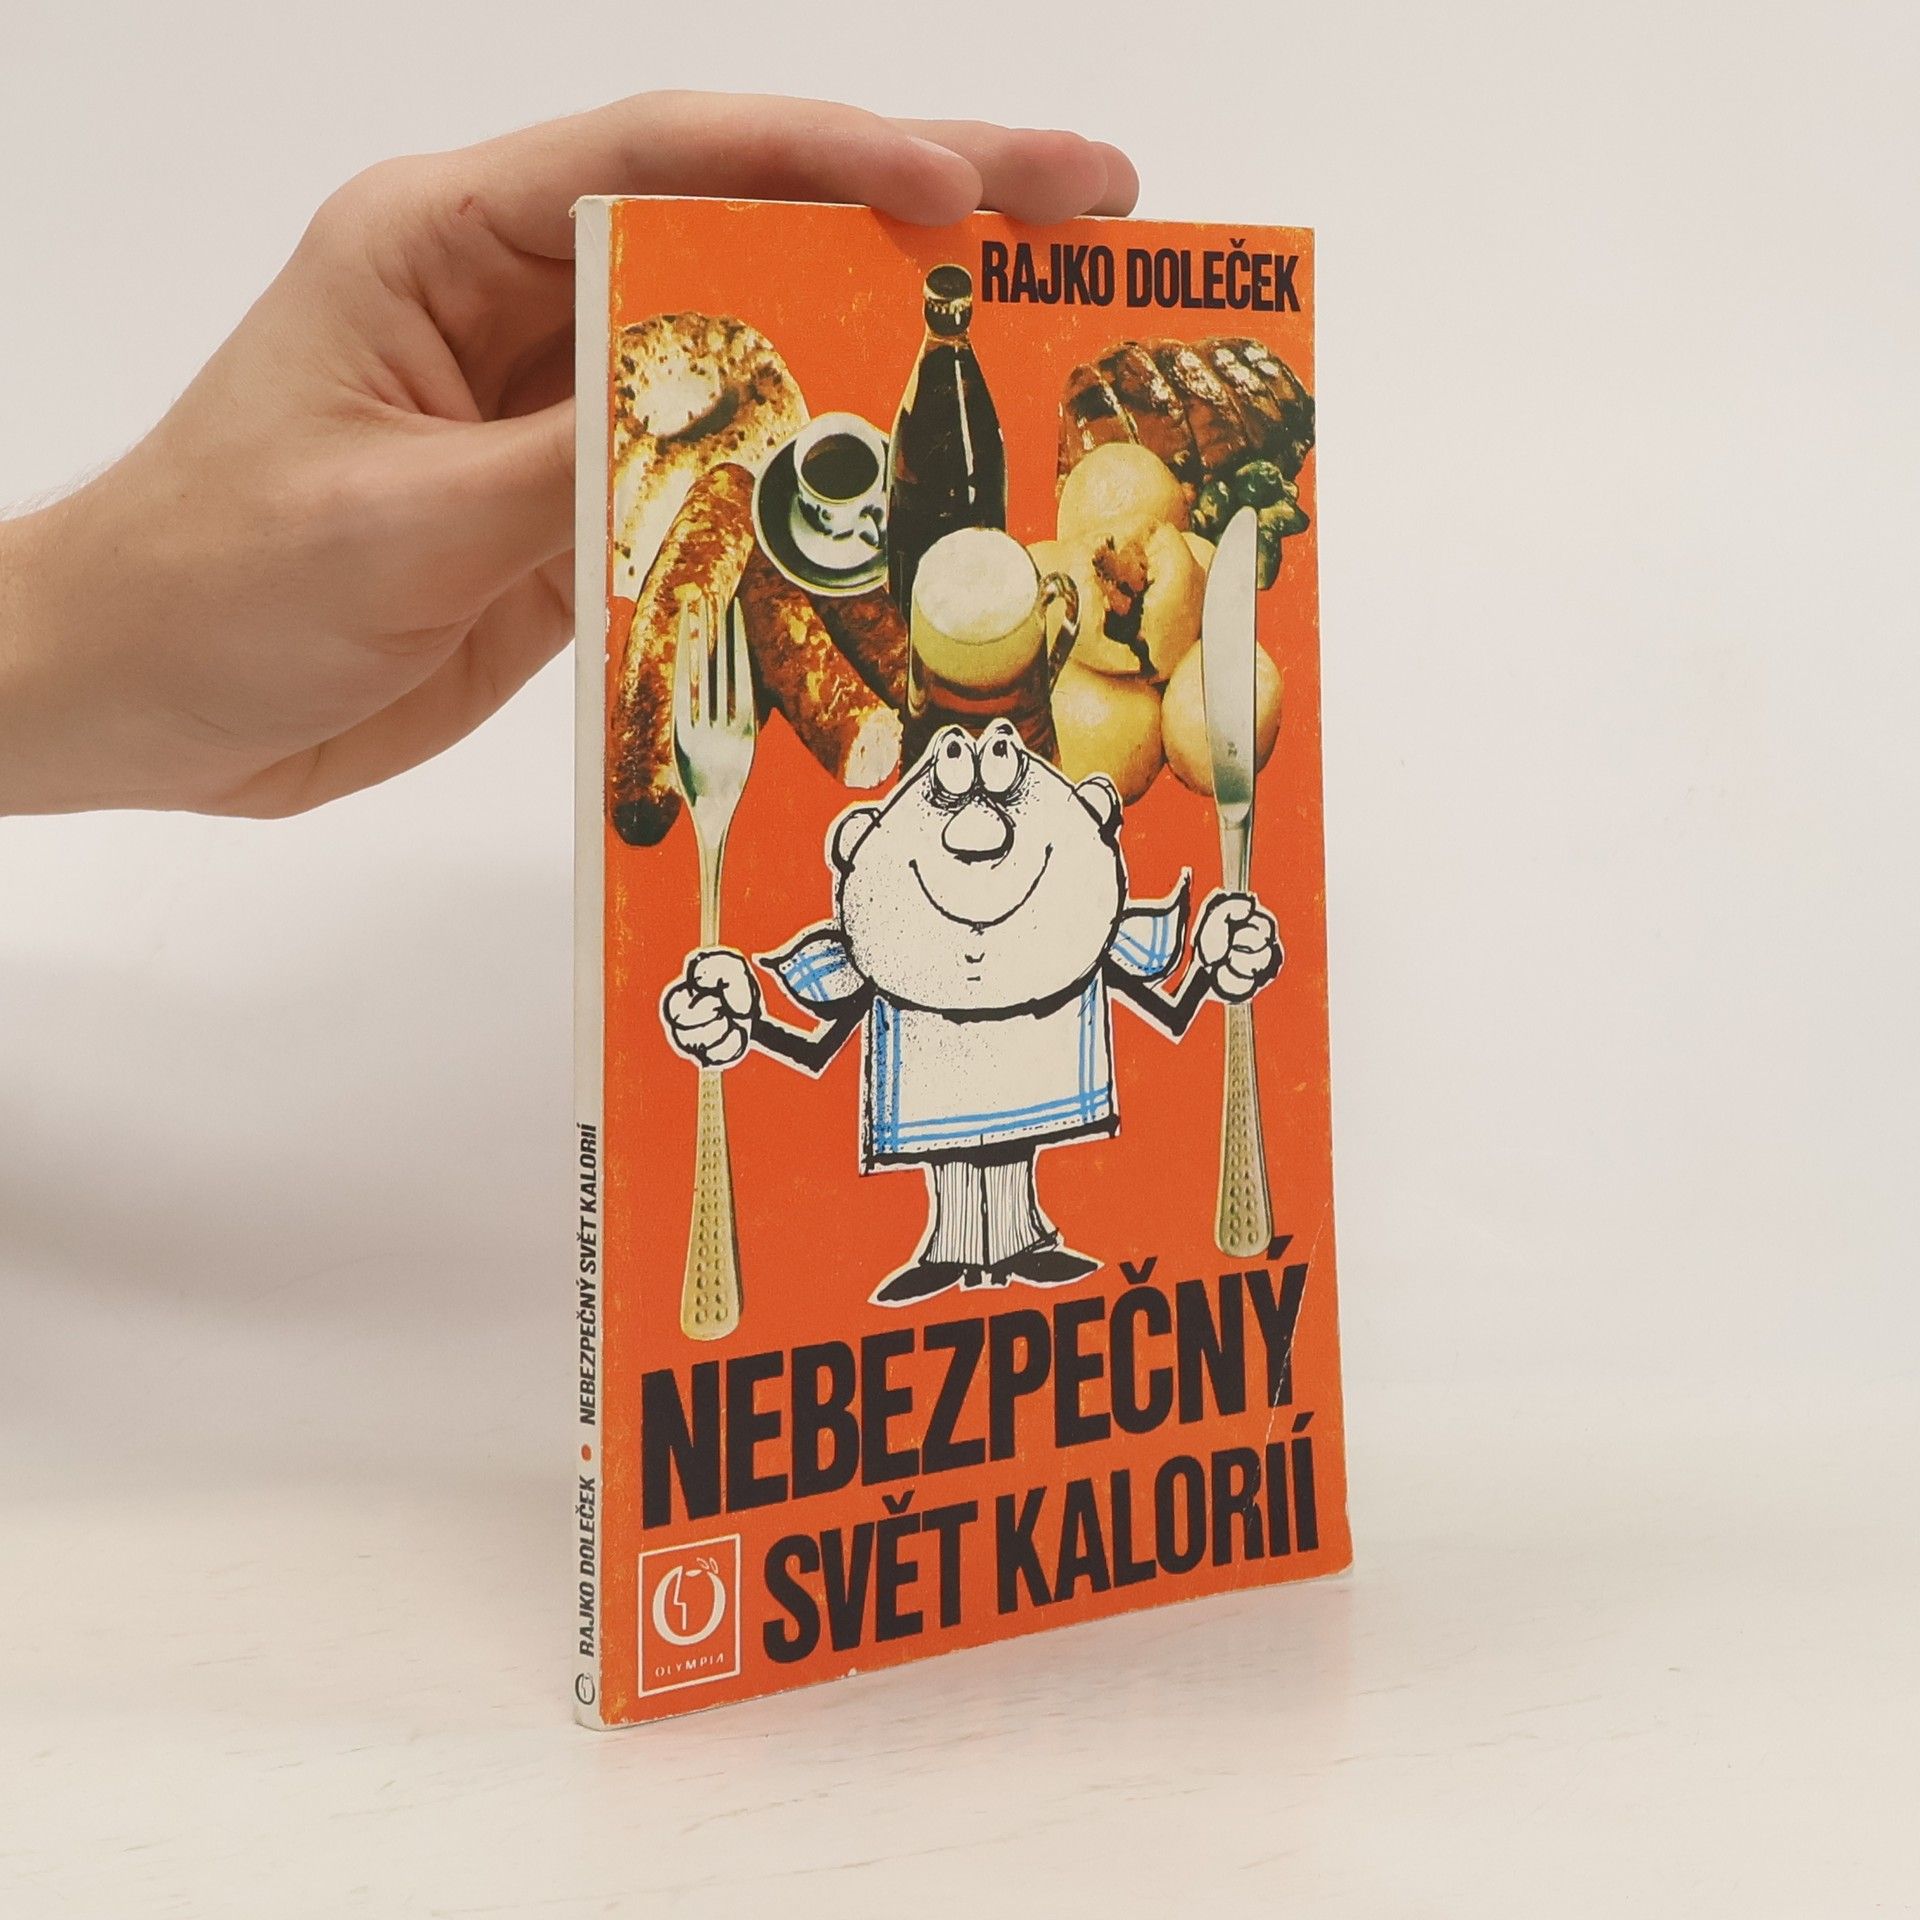 RAJKO DOLEČEK
NEBEZPEČNÝ
SVĚT KALORIÍ
OLYMPIA
RAJKO DOLEČEK • NEBEZPEČNÝ SVĚT KALORIÍ